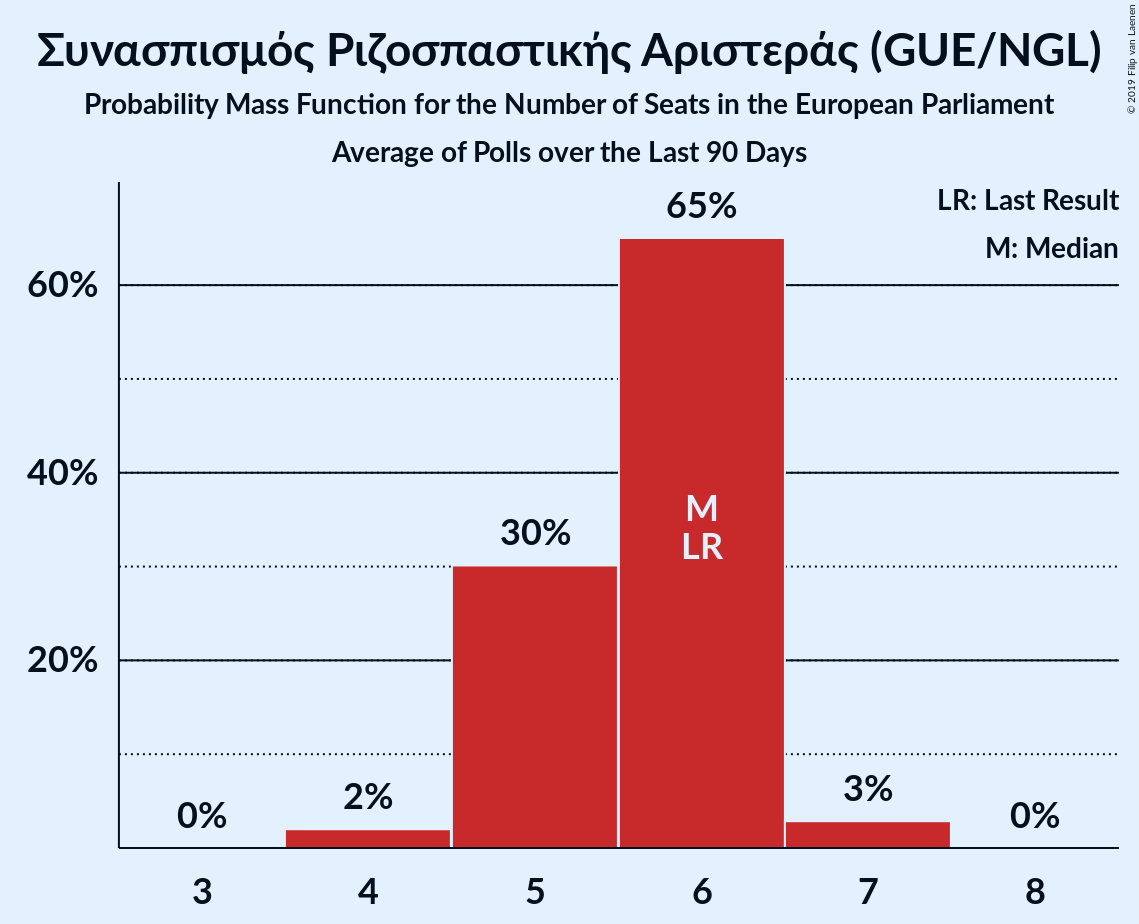 Συνασπισμός Ριζοσπαστικής Αριστεράς (GUE/NGL)
Probability Mass Function for the Number of Seats in the European Parliament
Average of Polls over the Last 90 Days
© 2019 Filip van Laenen
LR: Last Result
M: Median
60%
40%
20%
0%
2%
30%
65%
M
LR
3%
0%
3 4 5 6 7 8